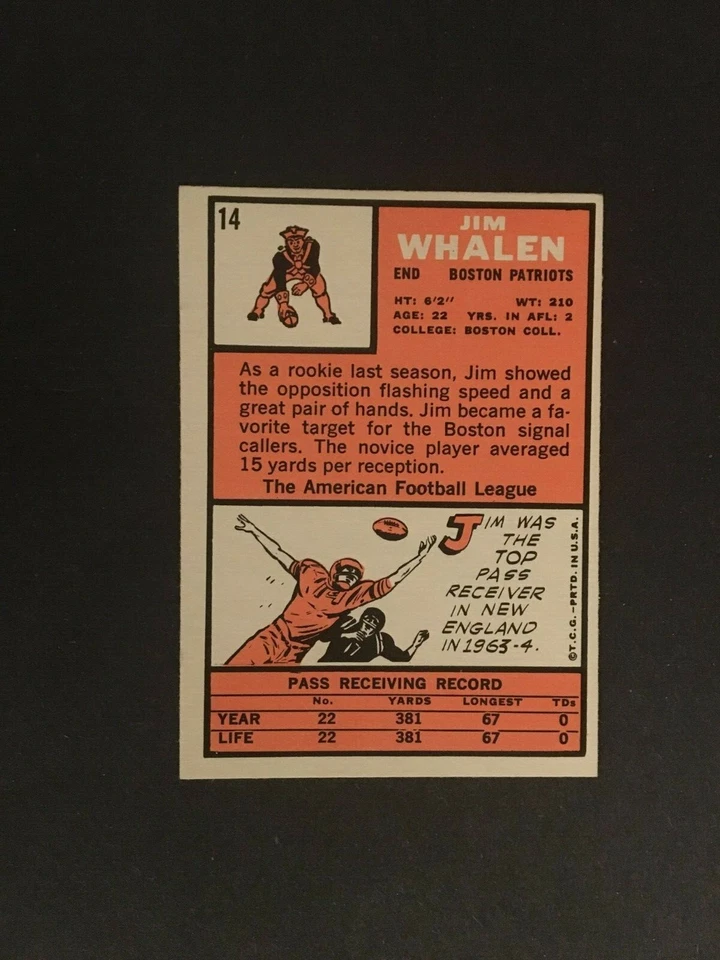 14
JIM
WHALEN
END BOSTON PATRIOTS
HT: 6'2" WT: 210
AGE: 22 YRS. IN AFL: 2
COLLEGE: BOSTON COLL.
As a rookie last season, Jim showed
the opposition flashing speed and a
great pair of hands. Jim became a fa-
vorite target for the Boston signal
callers. The novice player averaged
15 yards per reception.
The American Football League
JIM WAS
THE
TOP
PASS
RECEIVER
IN NEW
ENGLAND
IN 1963-4.
©T.C.G.—PRTD. IN U.S.A.
PASS RECEIVING RECORD
No. YARDS LONGEST TDs
YEAR 22 381 67 0
LIFE 22 381 67 0